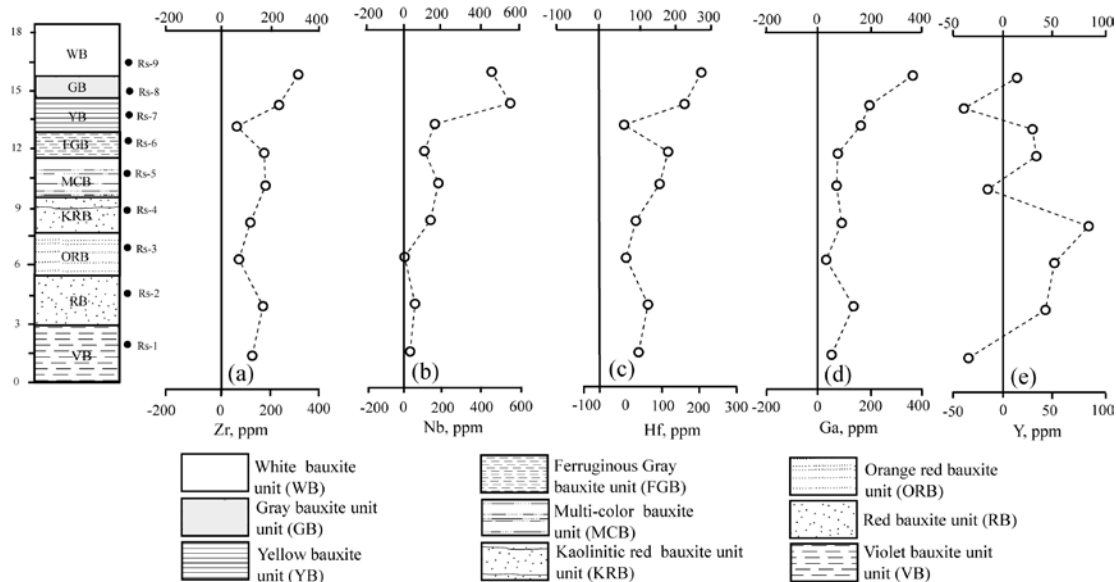 -200 0 200 400
-200 0 200 400 600
-100 0 100 200 300
-200 0 200 400
-50 0 50 100
18
15
12
9
6
3
0
WB
GB
YB
FGB
MCB
KRB
ORB
RB
VB
Rs-9
Rs-8
Rs-7
Rs-6
Rs-5
Rs-4
Rs-3
Rs-2
Rs-1
(a)
(b)
(c)
(d)
(e)
-200 0 200 400
-200 0 200 400 600
-100 0 100 200 300
-200 0 200 400
-50 0 50 100
Zr, ppm
Nb, ppm
Hf, ppm
Ga, ppm
Y, ppm
White bauxite
unit (WB)
Gray bauxite unit
unit (GB)
Yellow bauxite
unit (YB)
Ferruginous Gray
bauxite unit (FGB)
Multi-color bauxite
unit (MCB)
Kaolinitic red bauxite unit
unit (KRB)
Orange red bauxite
unit (ORB)
Red bauxite unit (RB)
Violet bauxite unit
(VB)